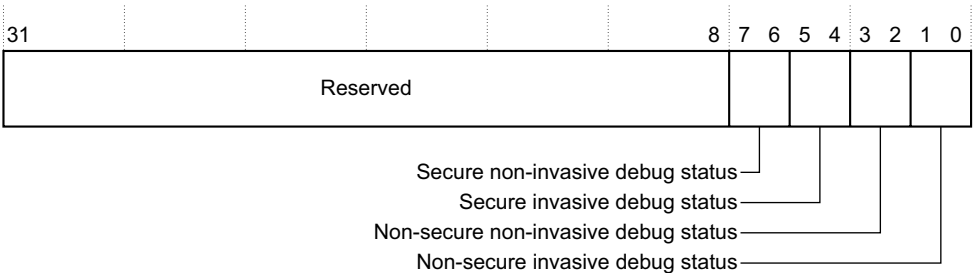 31 8 7 6 5 4 3 2 1 0
Reserved
Secure non-invasive debug status
Secure invasive debug status
Non-secure non-invasive debug status
Non-secure invasive debug status